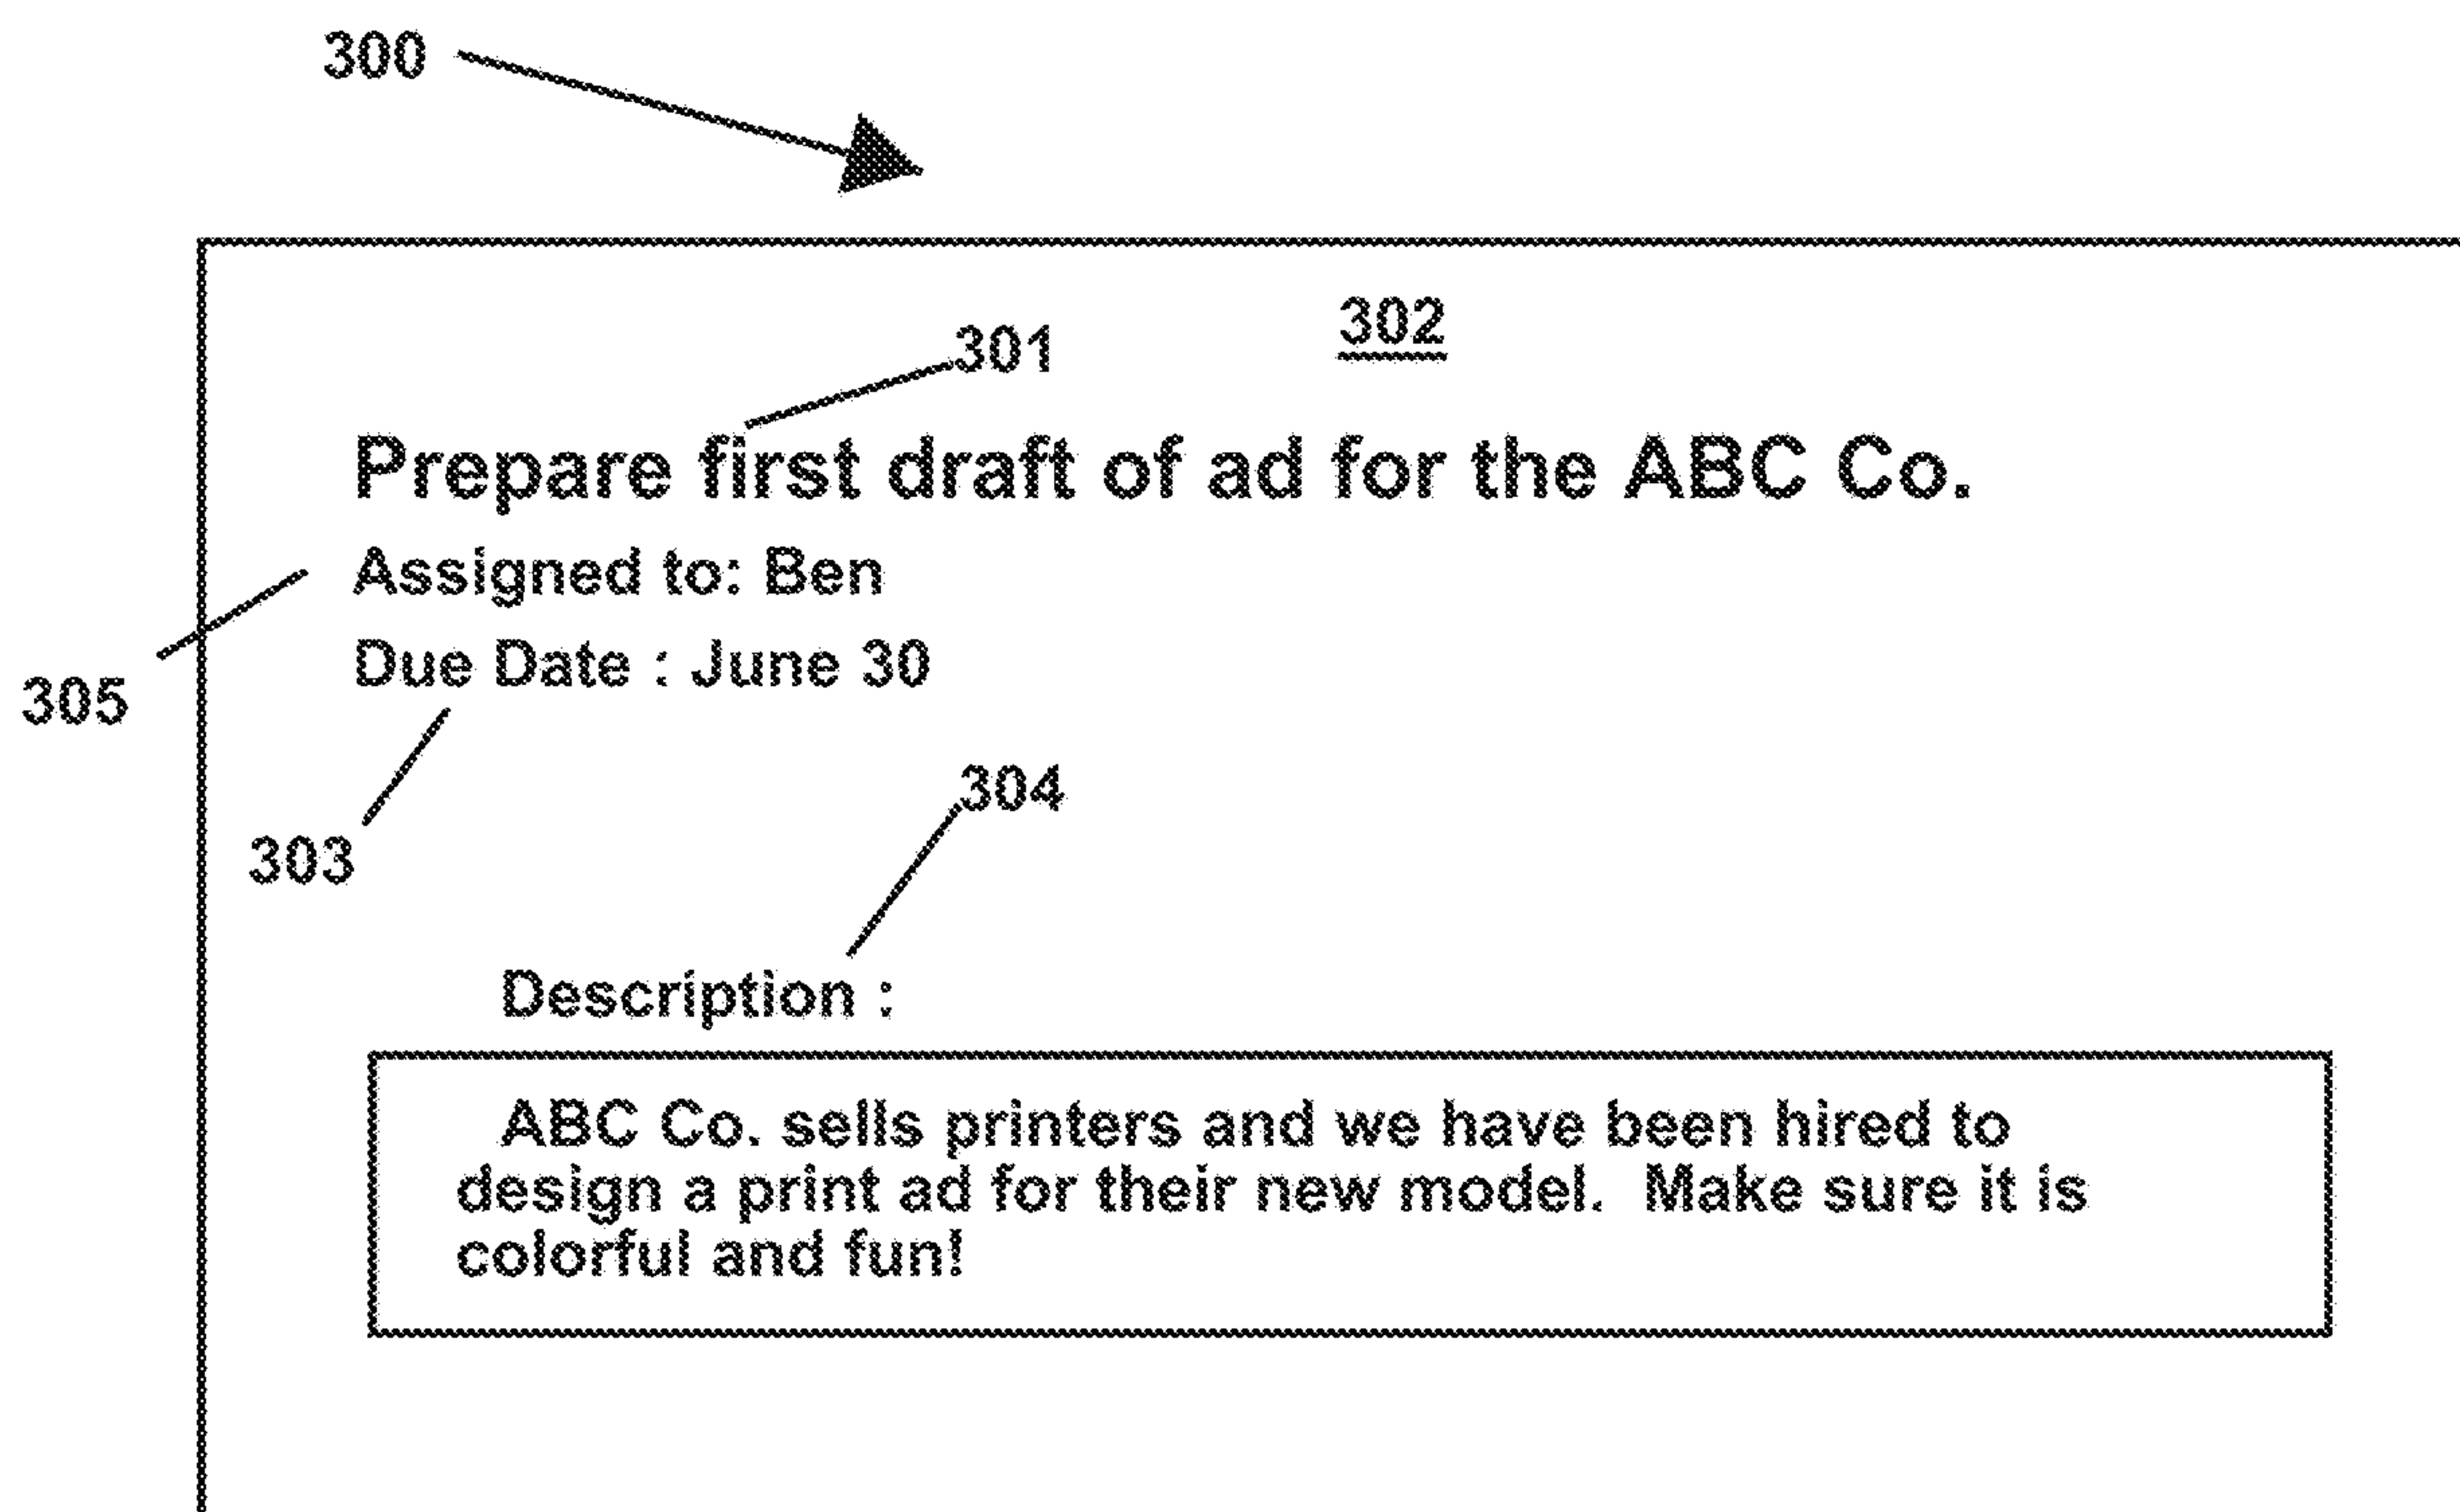 300
302
301
Prepare first draft of ad for the ABC Co.
Assigned to: Ben
Due Date : June 30
305
304
303
Description :
ABC Co. sells printers and we have been hired to
design a print ad for their new model.  Make sure it is
colorful and fun!